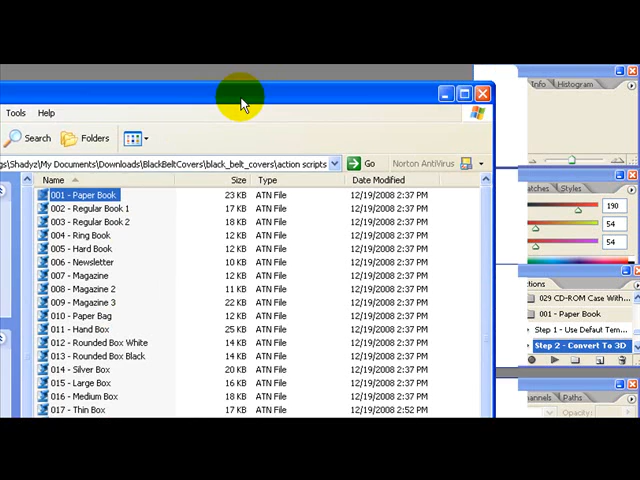 Info Histogram
Tools Help
Search Folders
gs\Shadyz\My Documents\Downloads\BlackBeltCovers\black_belt_covers\action scripts Go Norton AntiVirus
Name Size Type Date Modified
001 - Paper Book 23 KB ATN File 12/19/2008 2:37 PM
002 - Regular Book 1 17 KB ATN File 12/19/2008 2:37 PM
003 - Regular Book 2 18 KB ATN File 12/19/2008 2:37 PM
004 - Ring Book 12 KB ATN File 12/19/2008 2:37 PM
005 - Hard Book 12 KB ATN File 12/19/2008 2:37 PM
006 - Newsletter 10 KB ATN File 12/19/2008 2:37 PM
007 - Magazine 12 KB ATN File 12/19/2008 2:37 PM
008 - Magazine 2 11 KB ATN File 12/19/2008 2:37 PM
009 - Magazine 3 22 KB ATN File 12/19/2008 2:37 PM
010 - Paper Bag 12 KB ATN File 12/19/2008 2:37 PM
011 - Hand Box 25 KB ATN File 12/19/2008 2:37 PM
012 - Rounded Box White 17 KB ATN File 12/19/2008 2:37 PM
013 - Rounded Box Black 16 KB ATN File 12/19/2008 2:37 PM
014 - Silver Box 20 KB ATN File 12/19/2008 2:37 PM
015 - Large Box 15 KB ATN File 12/19/2008 2:37 PM
016 - Medium Box 17 KB ATN File 12/19/2008 2:37 PM
017 - Thin Box 17 KB ATN File 12/19/2008 2:52 PM
atches Styles
190
54
54
ctions
029 CD-ROM Case With...
001 - Paper Book
Step 1 - Use Defaut Tem...
Step 2 - Convert To 3D
hannels Paths
Opacity: